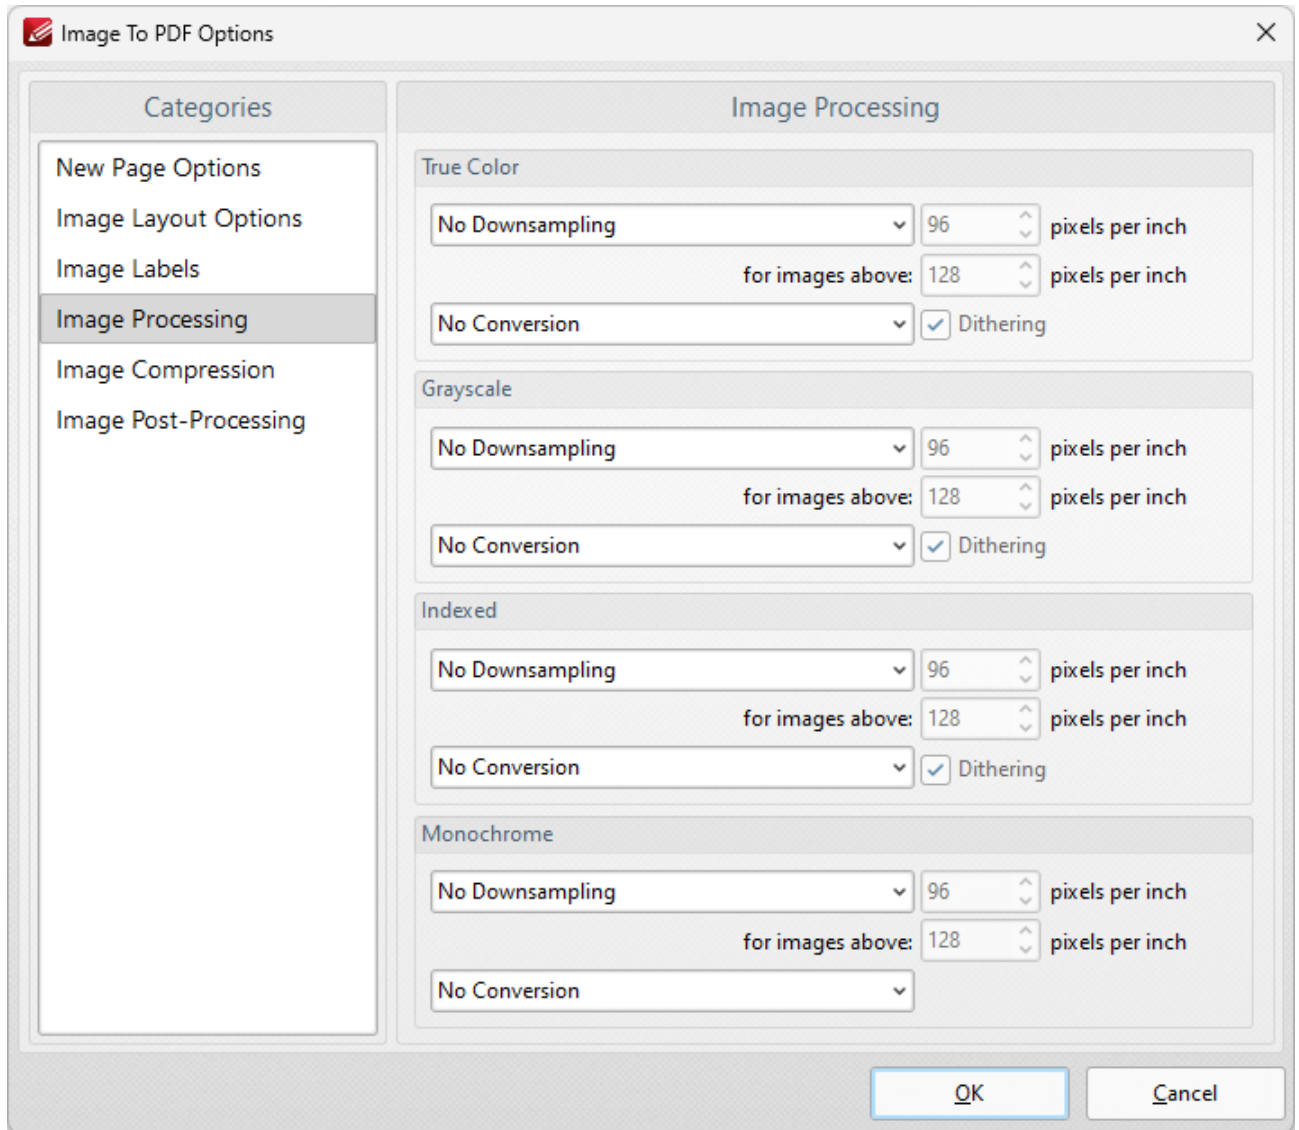 Image To PDF Options
Categories
New Page Options
Image Layout Options
Image Labels
Image Processing
Image Compression
Image Post-Processing
Image Processing
True Color
No Downsampling 96 pixels per inch
for images above: 128 pixels per inch
No Conversion Dithering
Grayscale
No Downsampling 96 pixels per inch
for images above: 128 pixels per inch
No Conversion Dithering
Indexed
No Downsampling 96 pixels per inch
for images above: 128 pixels per inch
No Conversion Dithering
Monochrome
No Downsampling 96 pixels per inch
for images above: 128 pixels per inch
No Conversion
OK Cancel